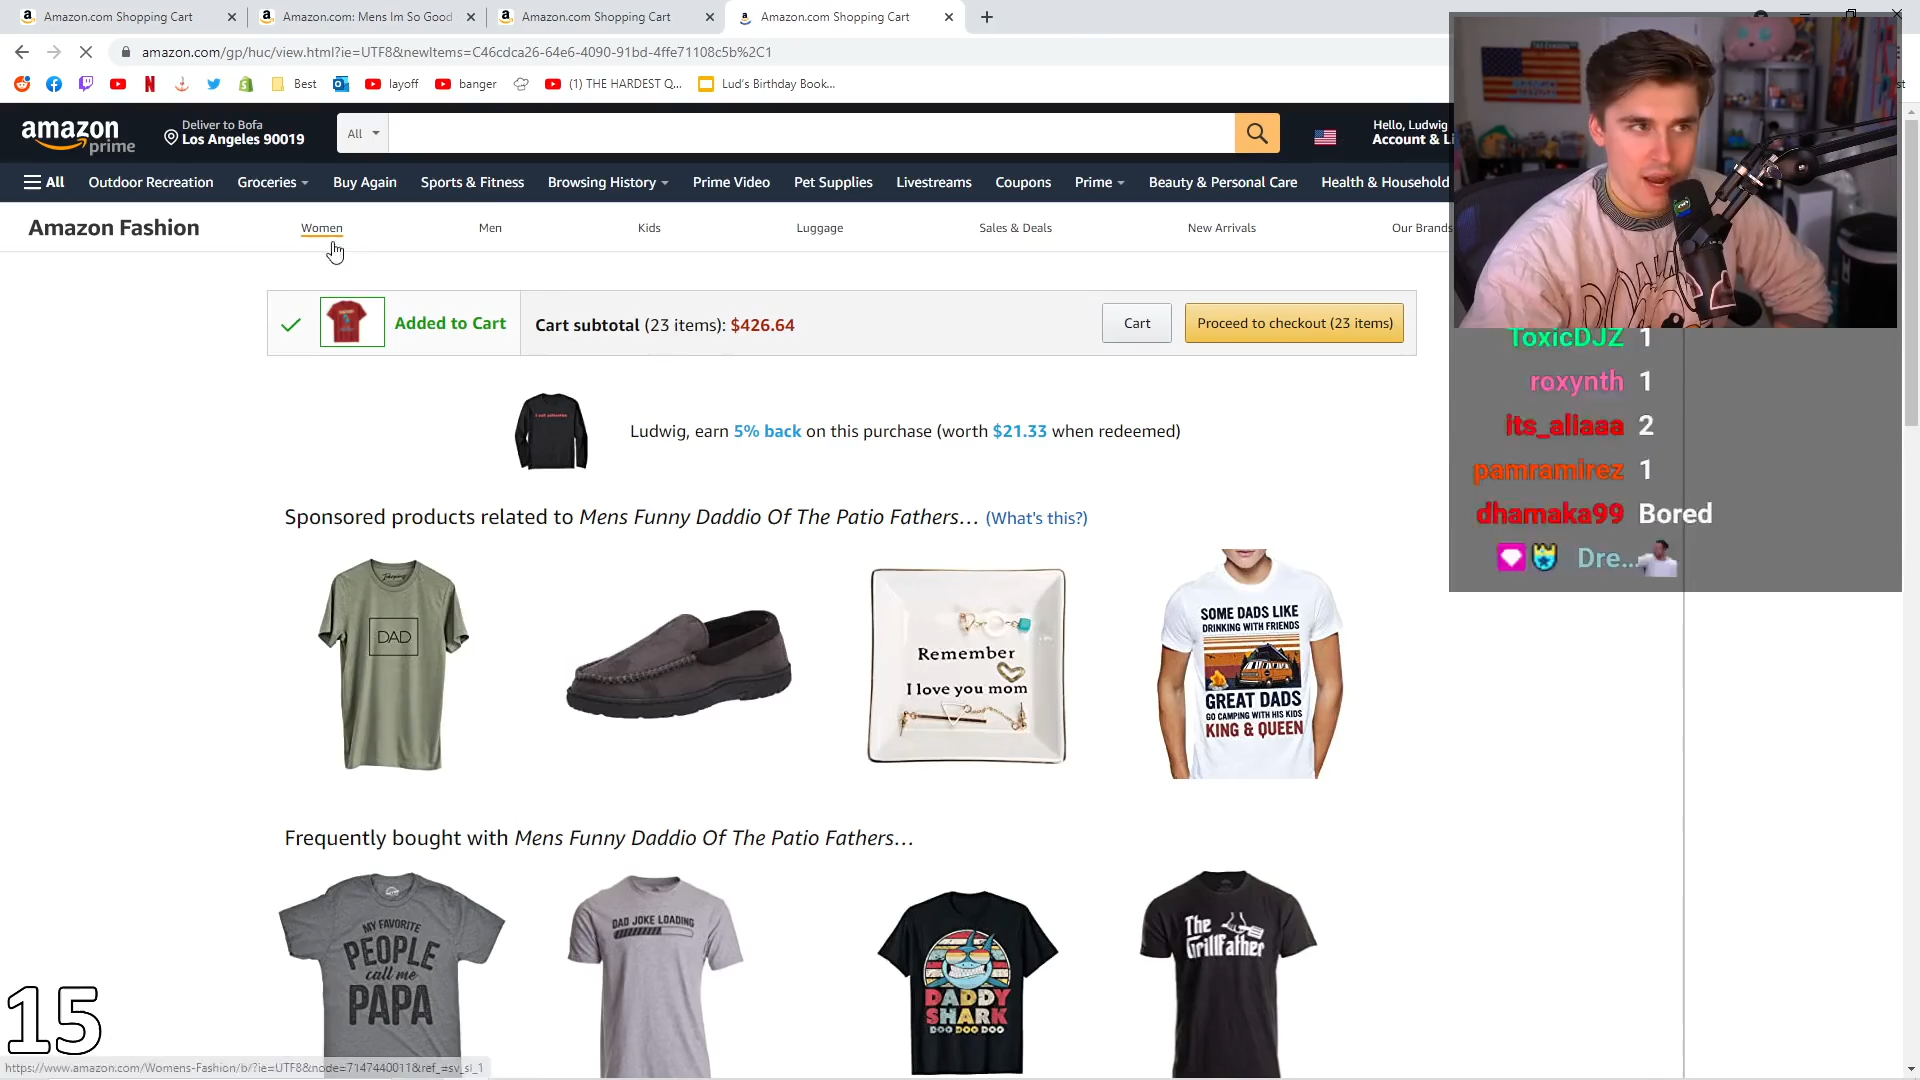 Amazon.com Shopping Cart
Amazon.com: Mens Im So Good
Amazon.com Shopping Cart
Amazon.com Shopping Cart
amazon.com/gp/huc/view.html?ie=UTF8&newItems=C46cdca26-64e6-4090-91bd-4ffe71108c5b%2C1
Best
layoff
banger
(1) THE HARDEST Q...
Lud's Birthday Book...
amazon prime
Deliver to Bofa
Los Angeles 90019
All
Hello, Ludwig
Account & Li
All
Outdoor Recreation
Groceries
Buy Again
Sports & Fitness
Browsing History
Prime Video
Pet Supplies
Livestreams
Coupons
Prime
Beauty & Personal Care
Health & Household
Amazon Fashion
Women
Men
Kids
Luggage
Sales & Deals
New Arrivals
Our Brands
Added to Cart
Cart subtotal (23 items): $426.64
Cart
Proceed to checkout (23 items)
ToxicDJZ 1
roxynth 1
its_aliaaa 2
pamramirez 1
dhamaka99 Bored
Dre...
Ludwig, earn 5% back on this purchase (worth $21.33 when redeemed)
Sponsored products related to Mens Funny Daddio Of The Patio Fathers... (What's this?)
DAD
Remember
I love you mom
SOME DADS LIKE
DRINKING WITH FRIENDS
GREAT DADS
GO CAMPING WITH HIS KIDS
KING & QUEEN
Frequently bought with Mens Funny Daddio Of The Patio Fathers...
MY FAVORITE
PEOPLE
call me
PAPA
DAD JOKE LOADING
DADDY
SHARK
DOO DOO DOO
The
GrillFather
15
https://www.amazon.com/Womens-Fashion/b/?ie=UTF8&node=7147440011&ref_=sv_sl_1